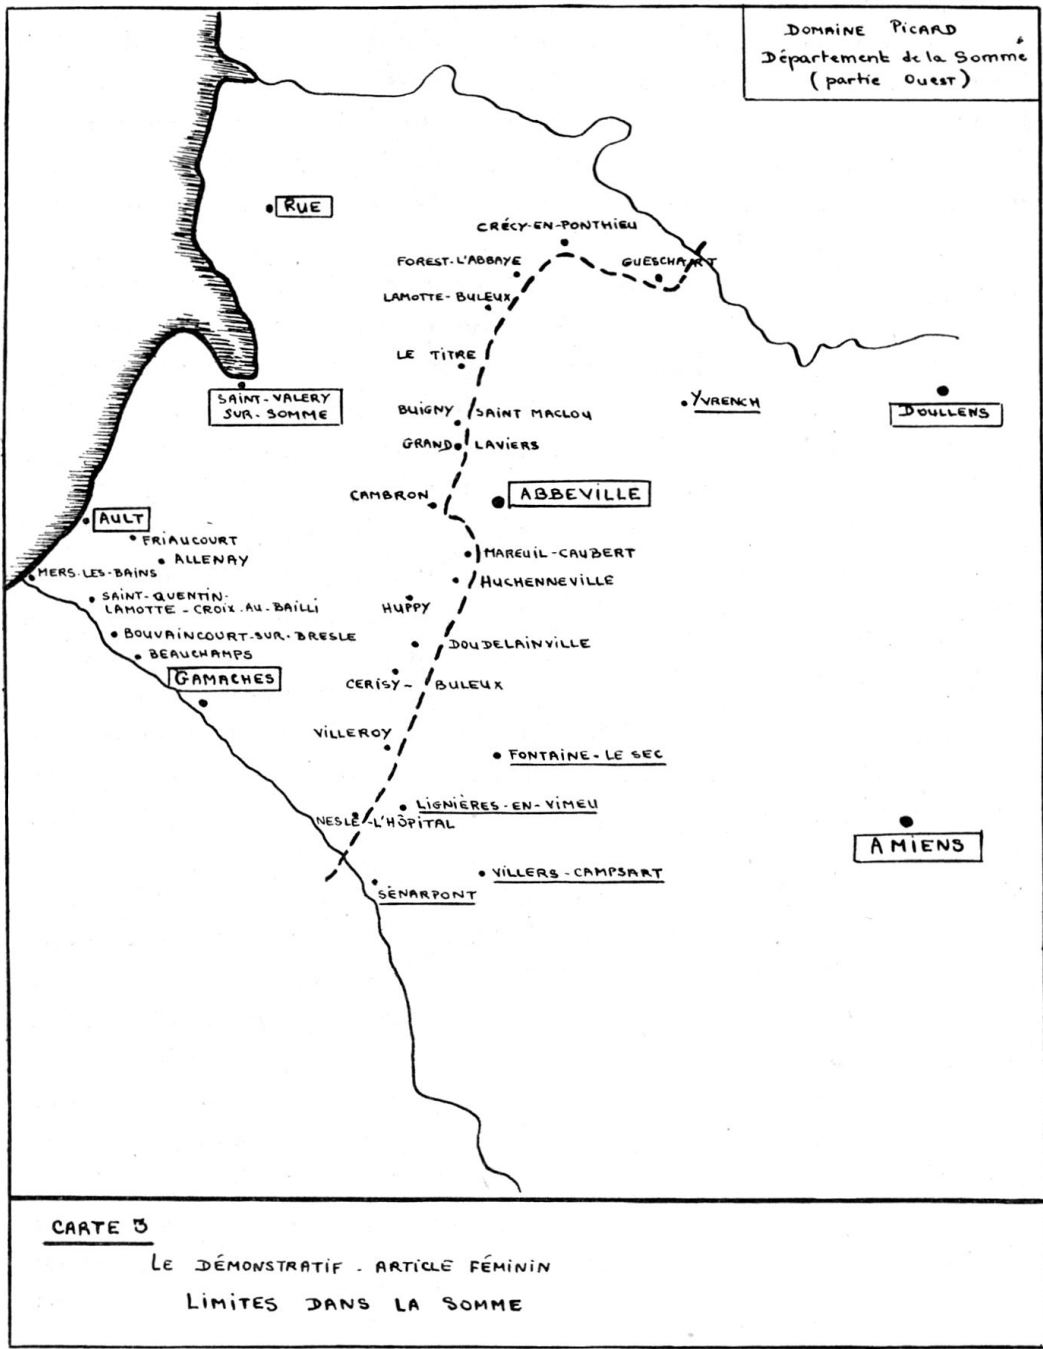 DOMAINE PICARD
Département de la Somme
(partie Ouest)
RUE
CRÉCY-EN-PONTHIEU
FOREST-L'ABBAYE
GUESCHART
LAMOTTE-BULEUX
LE TITRE
SAINT-VALERY
SUR-SOMME
YVRENCH
DOULLENS
BUIGNY SAINT MACLOU
GRAND LAVIERS
CAMBRON
ABBEVILLE
AULT
FRIAUCOURT
ALLENAY
MAREUIL-CAUBERT
MERS-LES-BAINS
HUCHENNEVILLE
SAINT-QUENTIN-
LAMOTTE-CROIX-AU-BAILLI
HUPPY
BOUVAINCOURT-SUR-BRESLE
DOUDELAINVILLE
BEAUCHAMPS
GAMACHES
CERISY-BULEUX
VILLEROY
FONTAINE-LE SEC
LIGNIÈRES-EN-VIMEU
NESLE-L'HÔPITAL
AMIENS
VILLERS-CAMPSART
SÉNARPONT
CARTE 3
LE DÉMONSTRATIF-ARTICLE FÉMININ
LIMITES DANS LA SOMME